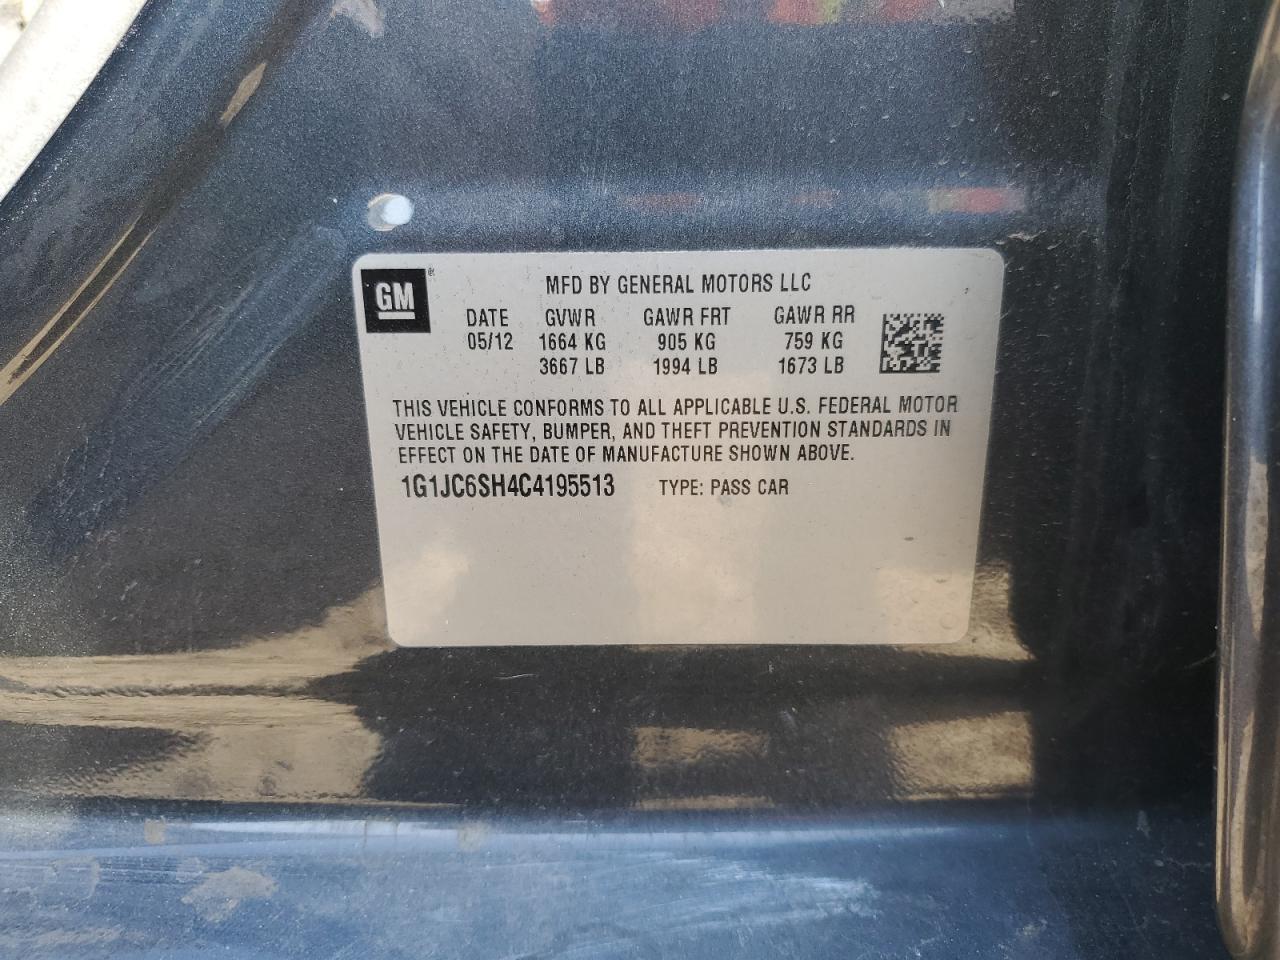 GM
MFD BY GENERAL MOTORS LLC
DATE GVWR GAWR FRT GAWR RR
05/12 1664 KG 905 KG 759 KG
3667 LB 1994 LB 1673 LB
THIS VEHICLE CONFORMS TO ALL APPLICABLE U.S. FEDERAL MOTOR
VEHICLE SAFETY, BUMPER, AND THEFT PREVENTION STANDARDS IN
EFFECT ON THE DATE OF MANUFACTURE SHOWN ABOVE.
1G1JC6SH4C4195513 TYPE: PASS CAR